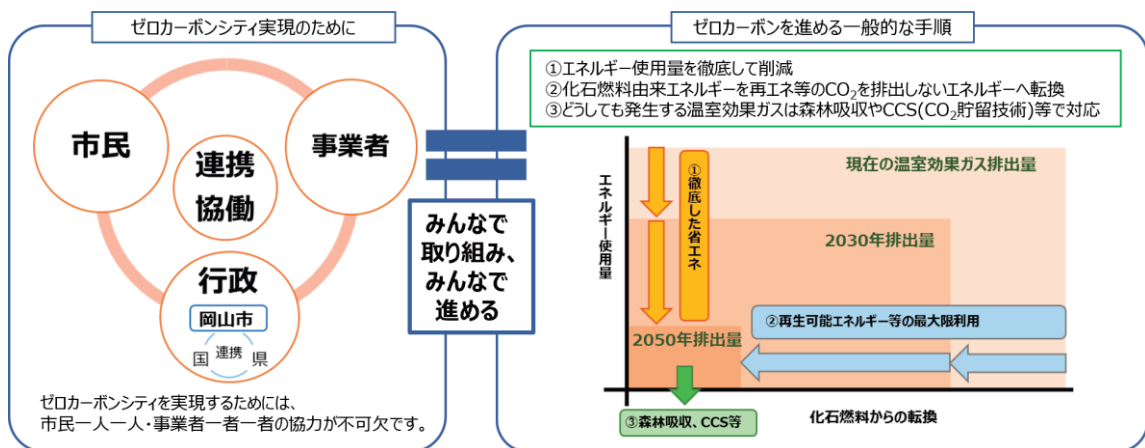 ゼロカーボンシティ実現のために
市民
事業者
連携
協働
行政
岡山市
国
連携
県
ゼロカーボンシティを実現するためには、
市民一人一人・事業者一者一者の協力が不可欠です。
みんなで
取り組み、
みんなで
進める
ゼロカーボンを進める一般的な手順
①エネルギー使用量を徹底して削減
②化石燃料由来エネルギーを再エネ等のCO₂を排出しないエネルギーへ転換
③どうしても発生する温室効果ガスは森林吸収やCCS(CO₂貯留技術)等で対応
エネルギー使用量
①徹底した省エネ
現在の温室効果ガス排出量
2030年排出量
②再生可能エネルギー等の最大限利用
2050年排出量
③森林吸収、CCS等
化石燃料からの転換